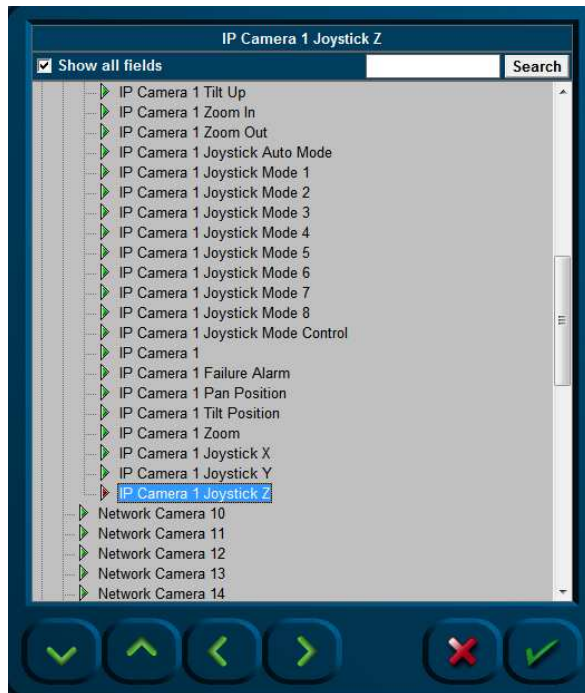 IP Camera 1 Joystick Z
Show all fields
Search
IP Camera 1 Tilt Up
IP Camera 1 Zoom In
IP Camera 1 Zoom Out
IP Camera 1 Joystick Auto Mode
IP Camera 1 Joystick Mode 1
IP Camera 1 Joystick Mode 2
IP Camera 1 Joystick Mode 3
IP Camera 1 Joystick Mode 4
IP Camera 1 Joystick Mode 5
IP Camera 1 Joystick Mode 6
IP Camera 1 Joystick Mode 7
IP Camera 1 Joystick Mode 8
IP Camera 1 Joystick Mode Control
IP Camera 1
IP Camera 1 Failure Alarm
IP Camera 1 Pan Position
IP Camera 1 Tilt Position
IP Camera 1 Zoom
IP Camera 1 Joystick X
IP Camera 1 Joystick Y
IP Camera 1 Joystick Z
Network Camera 10
Network Camera 11
Network Camera 12
Network Camera 13
Network Camera 14